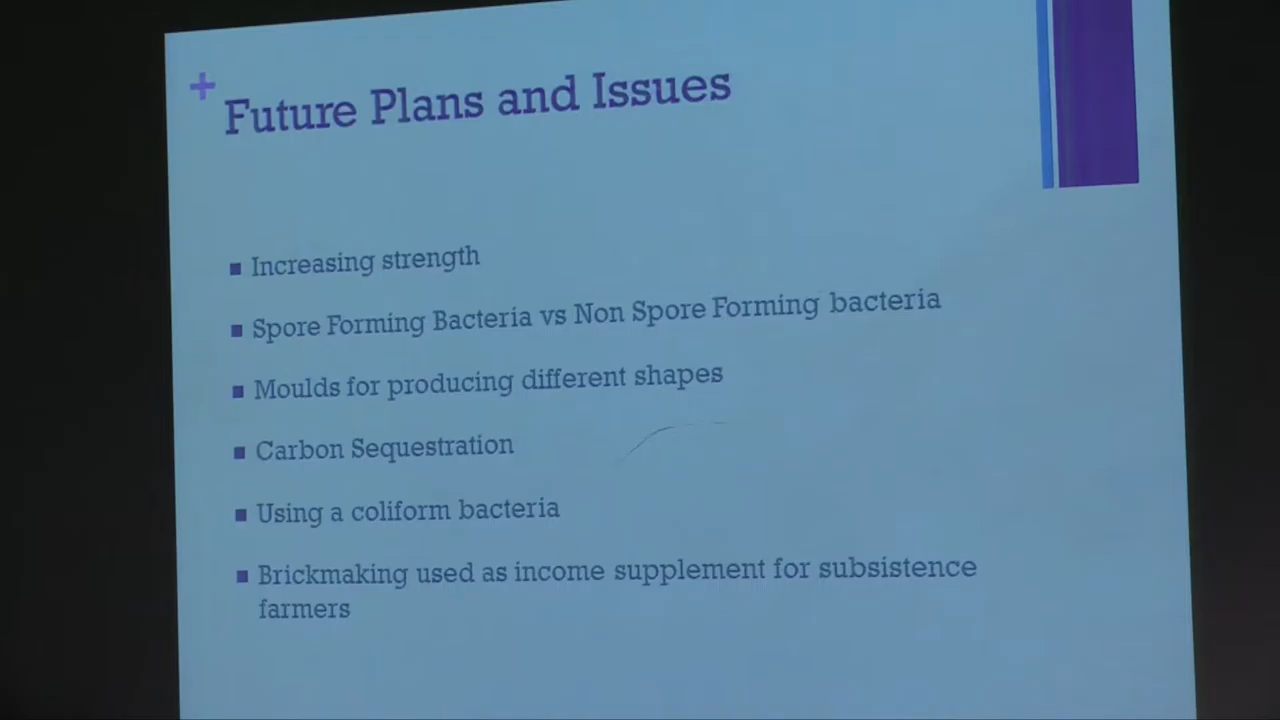 +
Future Plans and Issues
■ Increasing strength
■ Spore Forming Bacteria vs Non Spore Forming bacteria
■ Moulds for producing different shapes
■ Carbon Sequestration
■ Using a coliform bacteria
■ Brickmaking used as income supplement for subsistence
farmers